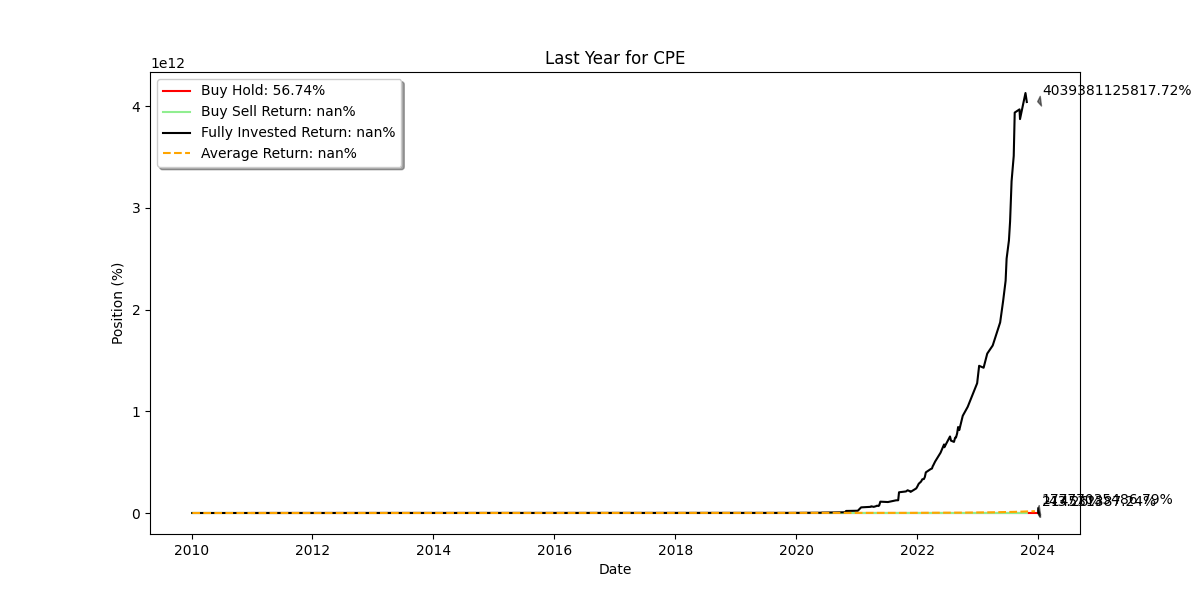 Last Year for CPE
1e12
Buy Hold: 56.74%
Buy Sell Return: nan%
Fully Invested Return: nan%
Average Return: nan%
4039381125817.72%
4
3
2
1
0
Position (%)
2010
2012
2014
2016
2018
2020
2022
2024
Date